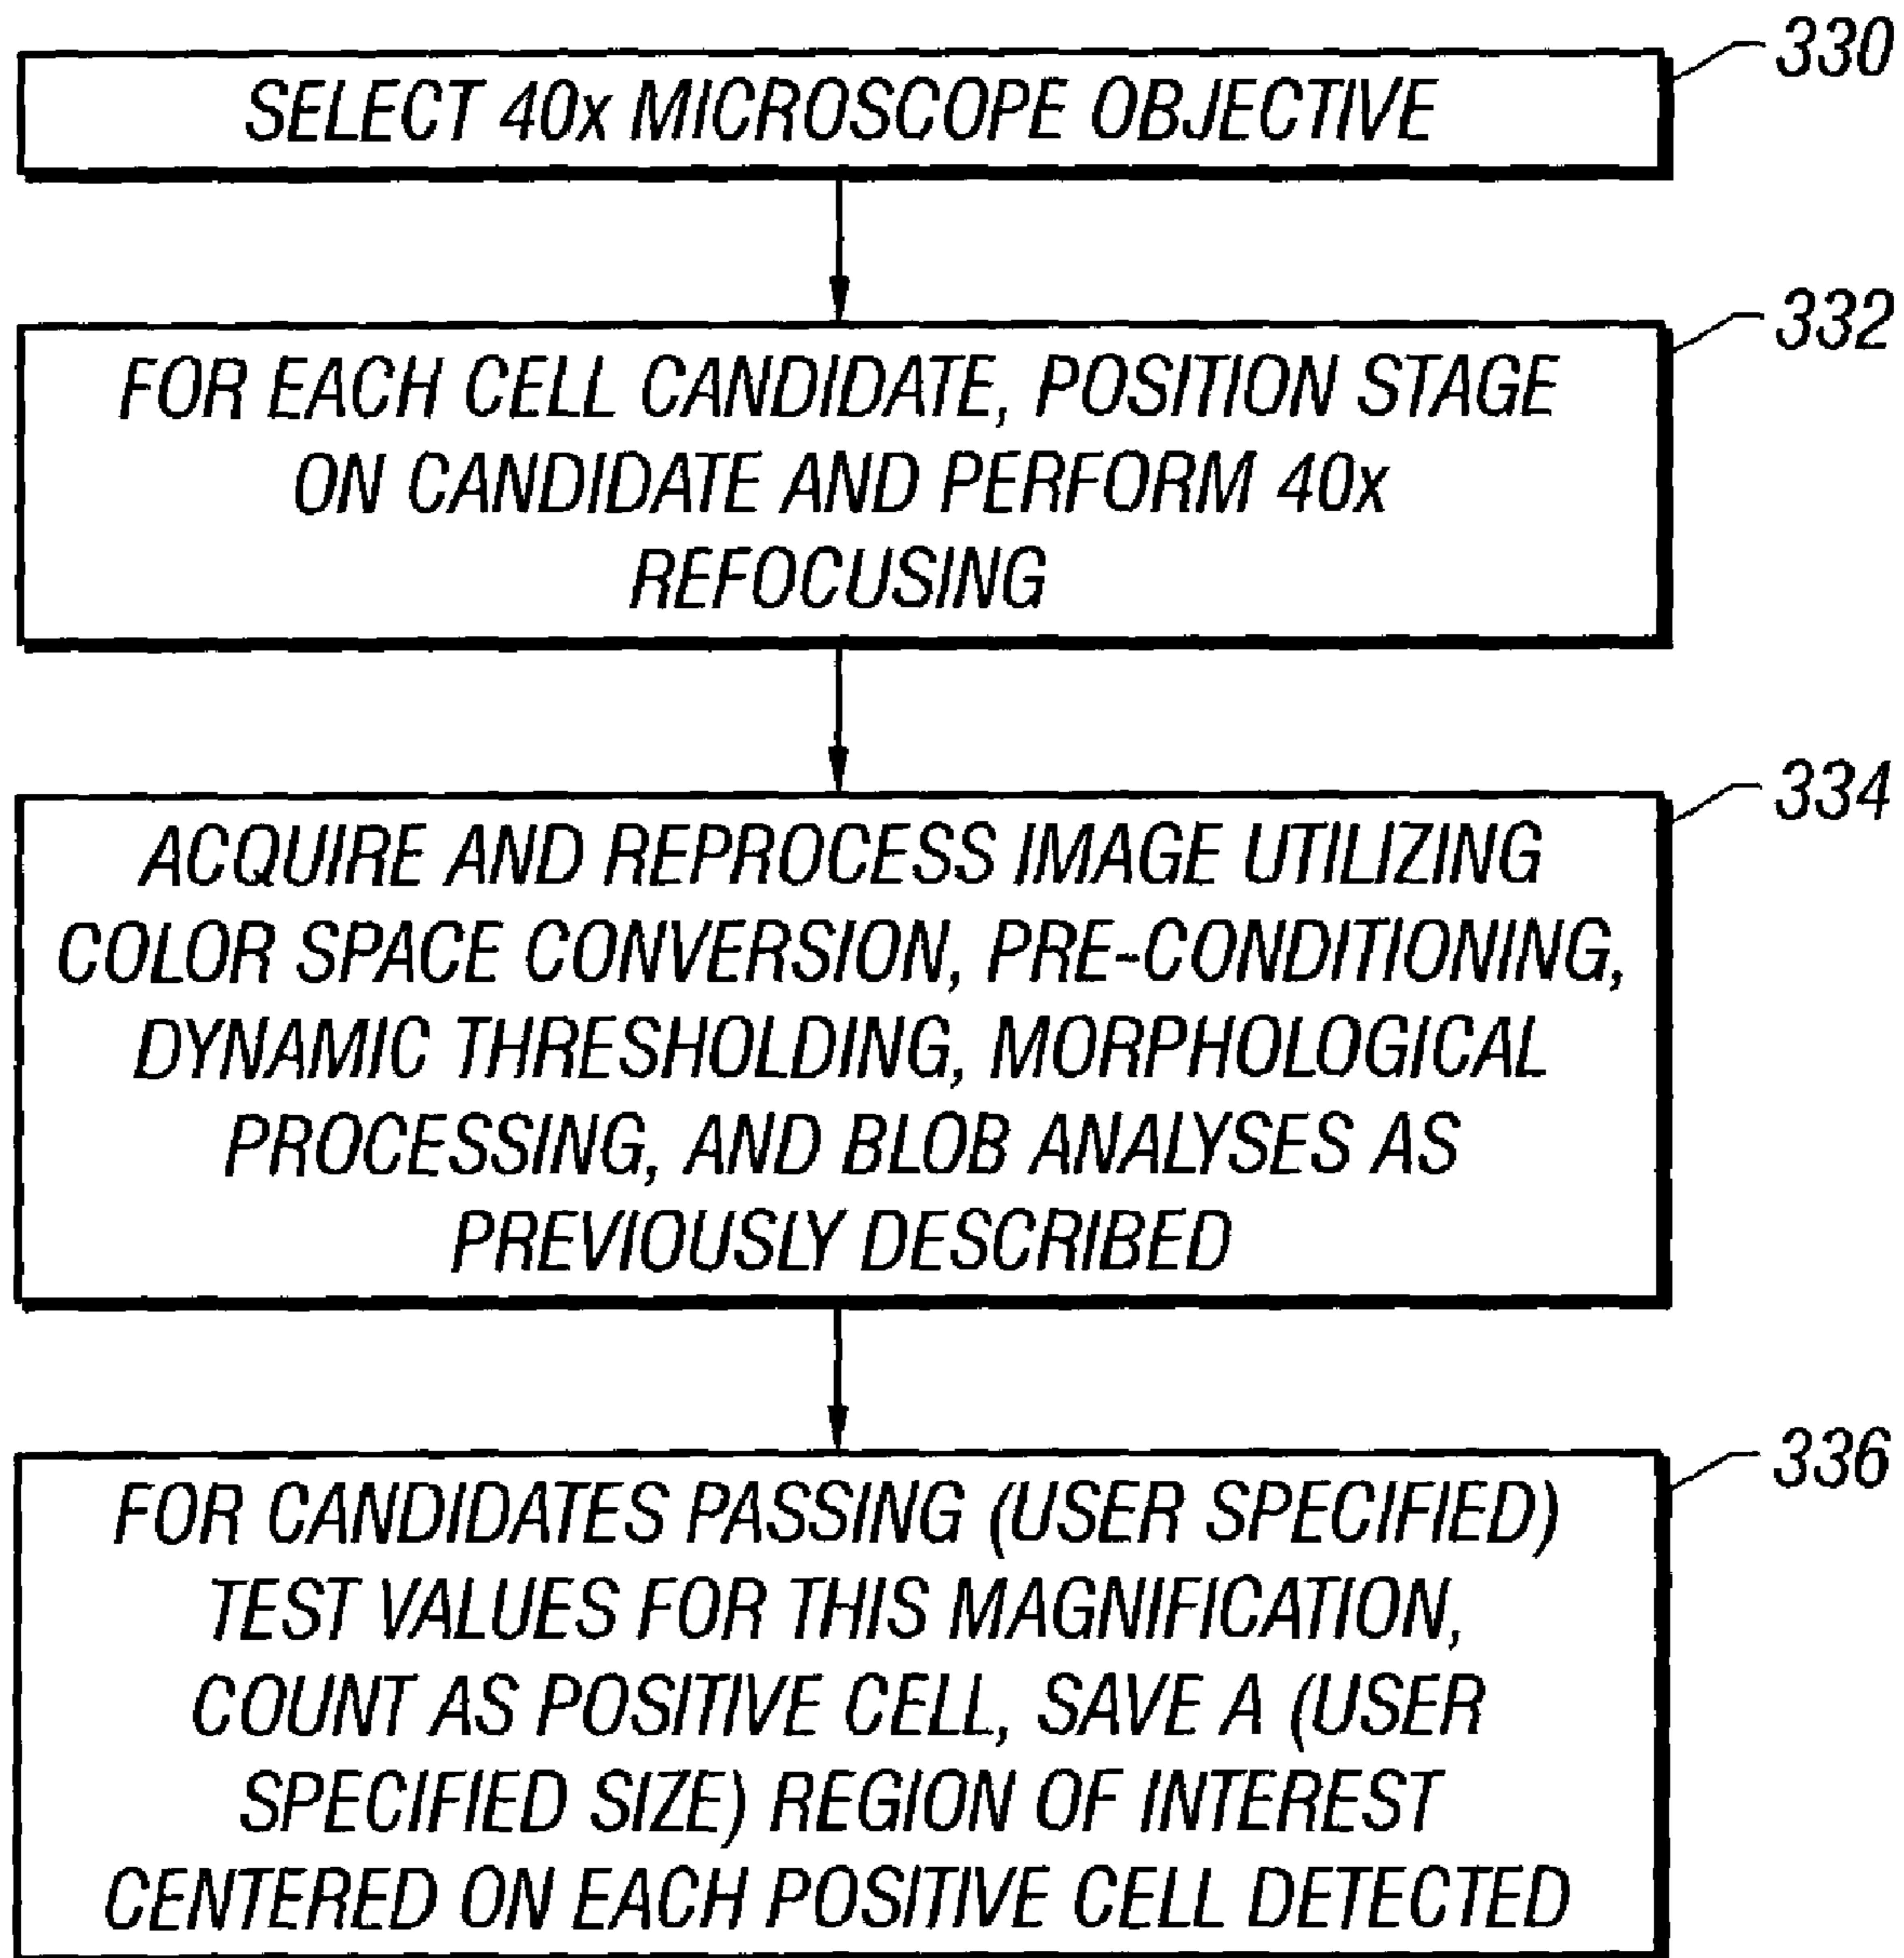 330
SELECT 40x MICROSCOPE OBJECTIVE
332
FOR EACH CELL CANDIDATE, POSITION STAGE
ON CANDIDATE AND PERFORM 40x
REFOCUSING
334
ACQUIRE AND REPROCESS IMAGE UTILIZING
COLOR SPACE CONVERSION, PRE-CONDITIONING,
DYNAMIC THRESHOLDING, MORPHOLOGICAL
PROCESSING, AND BLOB ANALYSES AS
PREVIOUSLY DESCRIBED
336
FOR CANDIDATES PASSING (USER SPECIFIED)
TEST VALUES FOR THIS MAGNIFICATION,
COUNT AS POSITIVE CELL, SAVE A (USER
SPECIFIED SIZE) REGION OF INTEREST
CENTERED ON EACH POSITIVE CELL DETECTED